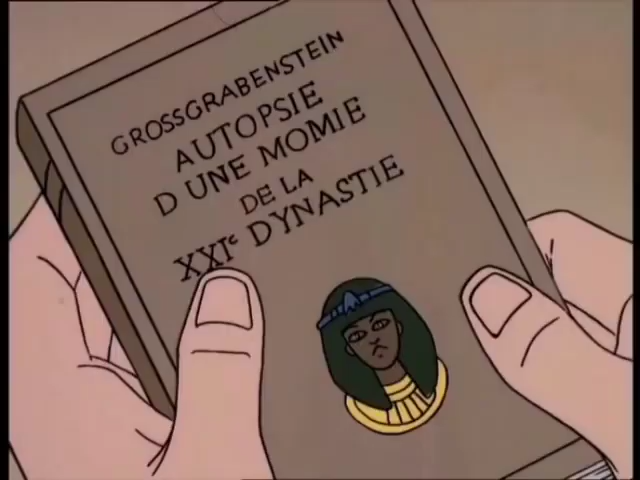 GROSSGRABENSTEIN
AUTOPSIE
D UNE MOMIE
DE LA
XXIe DYNASTIE